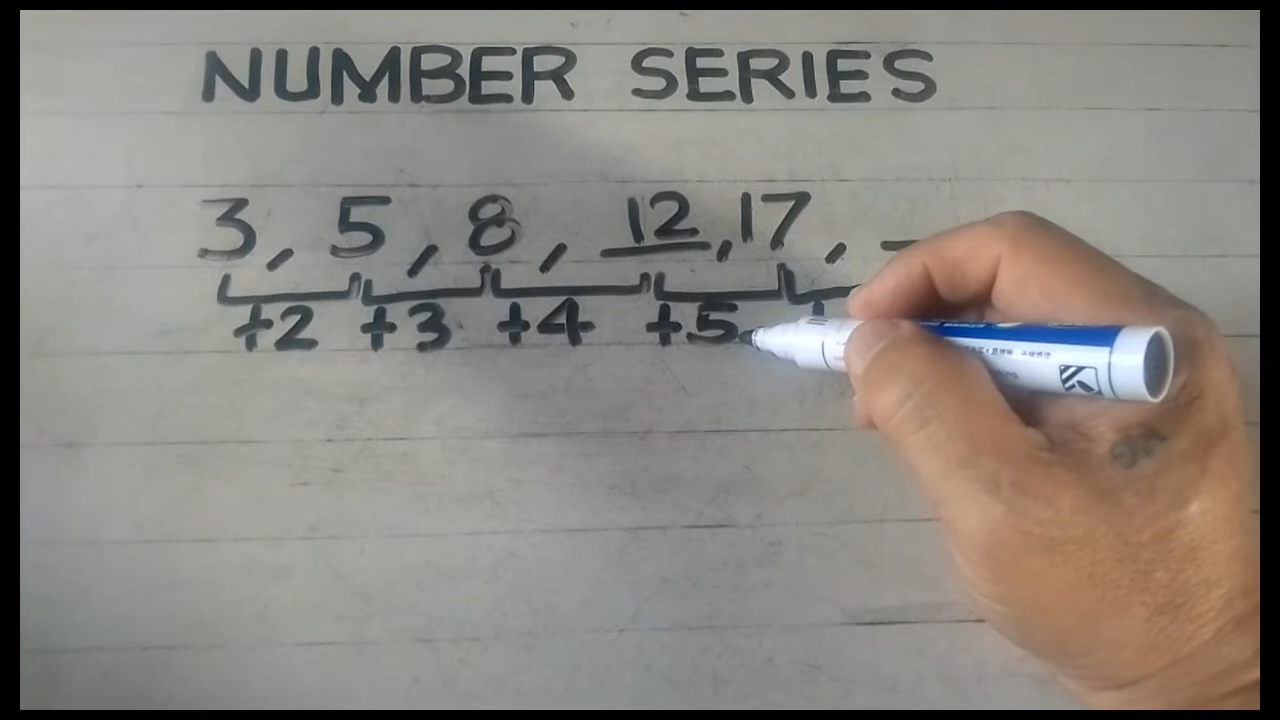 NUMBER SERIES
3, 5, 8, 12, 17, _
+2 +3 +4 +5 +